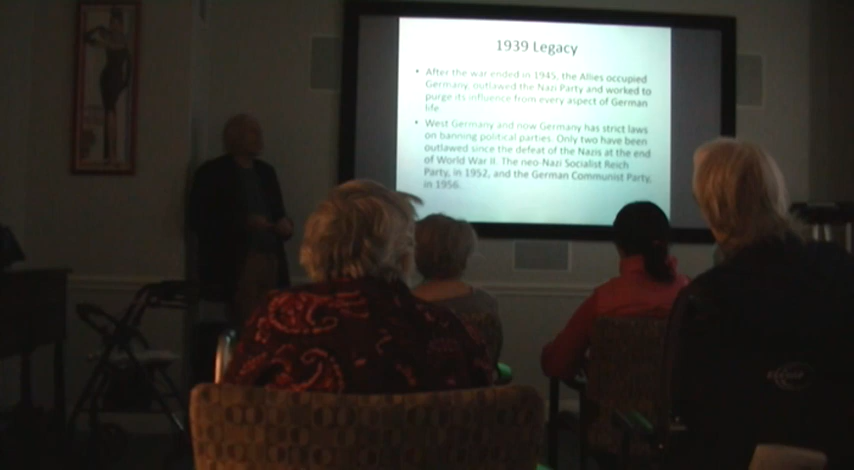 1939 Legacy
• After the war ended in 1945, the Allies occupied
Germany, outlawed the Nazi Party and worked to
purge its influence from every aspect of German
life.
• West Germany and now Germany has strict laws
on banning political parties. Only two have been
outlawed since the defeat of the Nazis at the end
of World War II. The neo-Nazi Socialist Reich
Party, in 1952, and the German Communist Party,
in 1956.